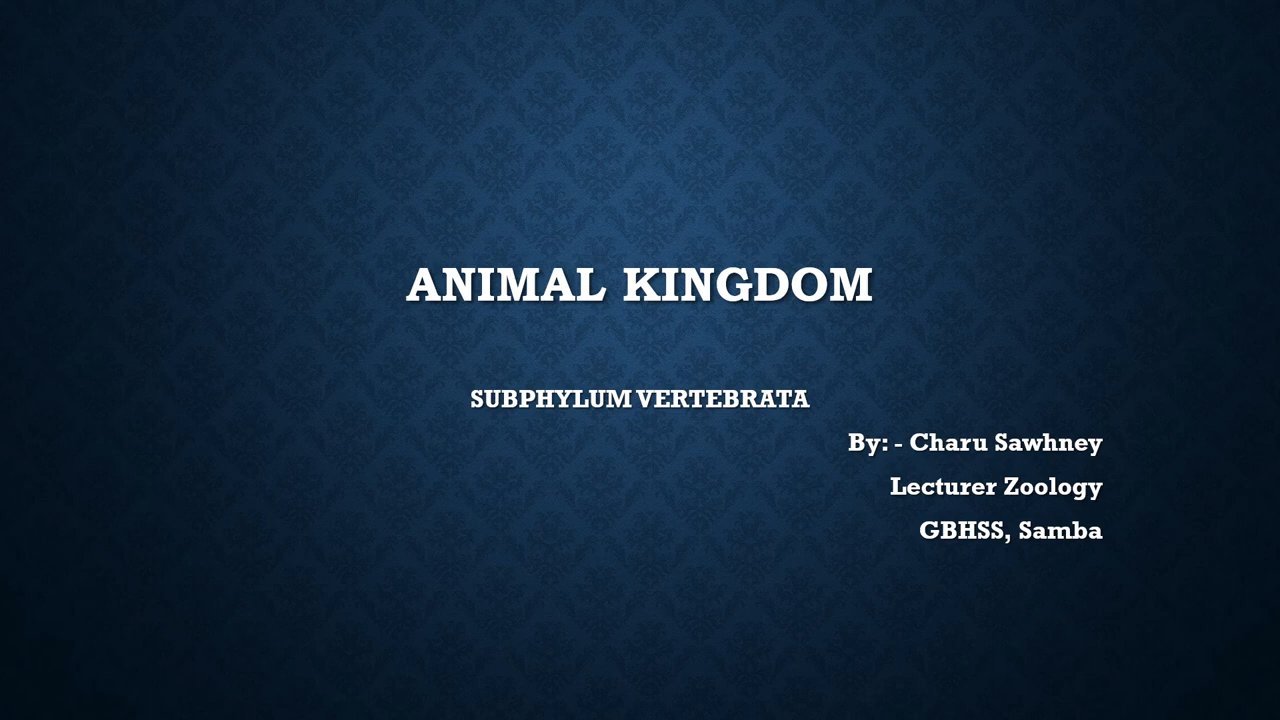 ANIMAL KINGDOM
SUBPHYLUM VERTEBRATA
By: - Charu Sawhney
Lecturer Zoology
GBHSS, Samba